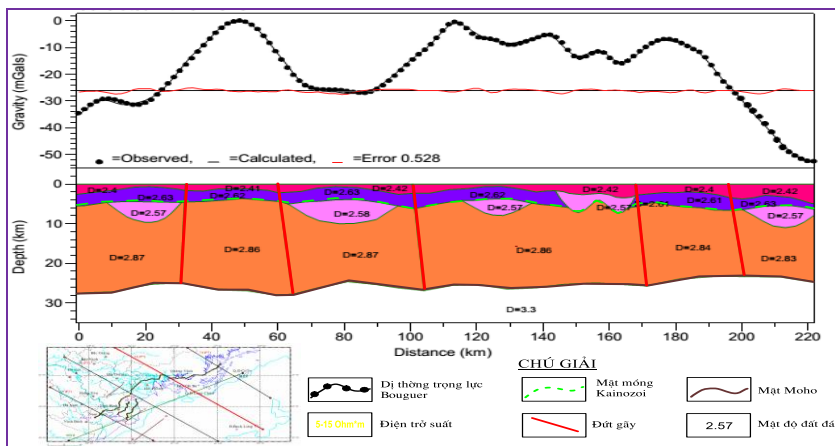 0
-10
-20
-30
-40
-50
Gravity (mGals)
=Observed, =Calculated, =Error 0.528
0
10
20
30
Depth (km)
D=2.4
D=2.63
D=2.41
D=2.63
D=2.42
D=2.62
D=2.42
D=2.4
D=2.61
D=2.42
D=2.57
D=2.58
D=2.57
D=2.57
D=2.57
D=2.87
D=2.86
D=2.87
D=2.86
D=2.84
D=2.83
D=3.3
0 20 40 60 80 100 120 140 160 180 200 220
Distance (km)
CHÚ GIẢI
Dị thường trọng lực
Bouguer
Mặt móng
Kainozoi
Mặt Moho
5-15 Ohm*m
Điện trở suất
Đứt gãy
2.57
Mật độ đất đá